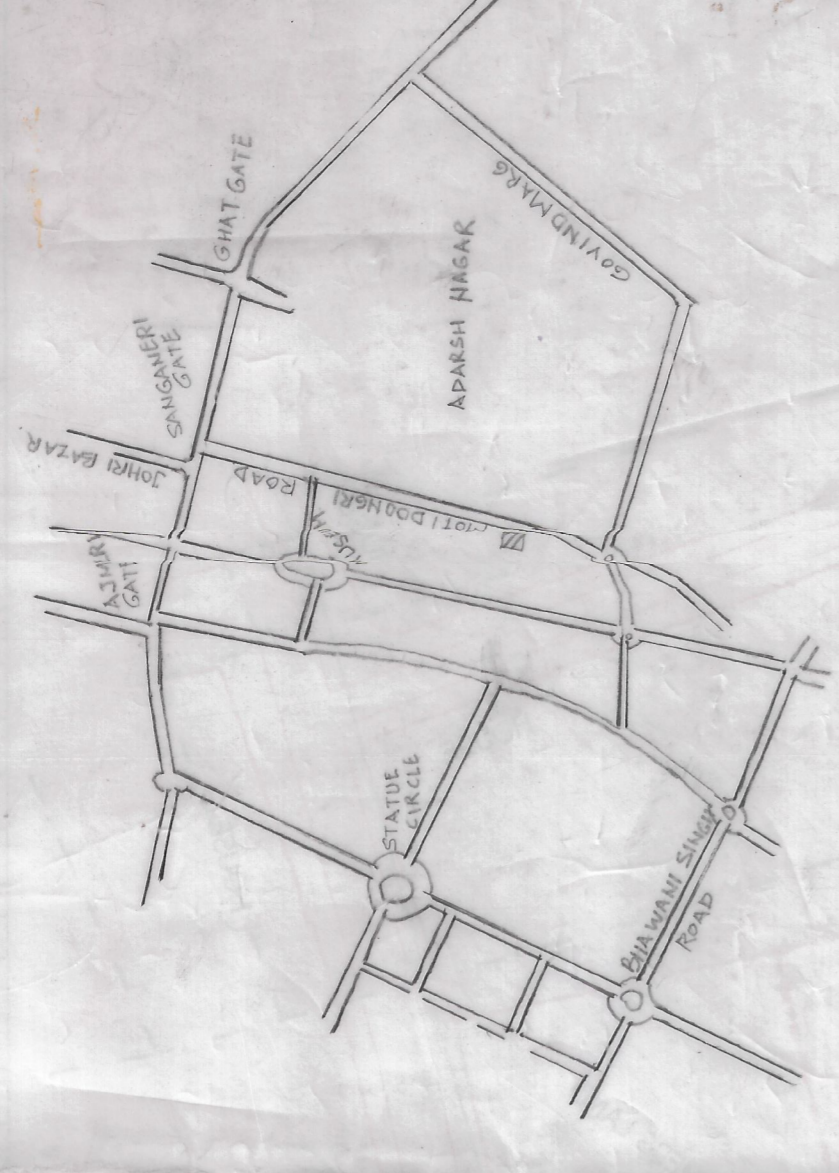 GHAT GATE
GOVIND MARG
ADARSH NAGAR
SANGANERI
GATE
JOHRI BAZAR
MOTI DOONGRI
ROAD
AJMERI
GATE
MUSEUM
STATUE
CIRCLE
BHAWANI SINGH
ROAD